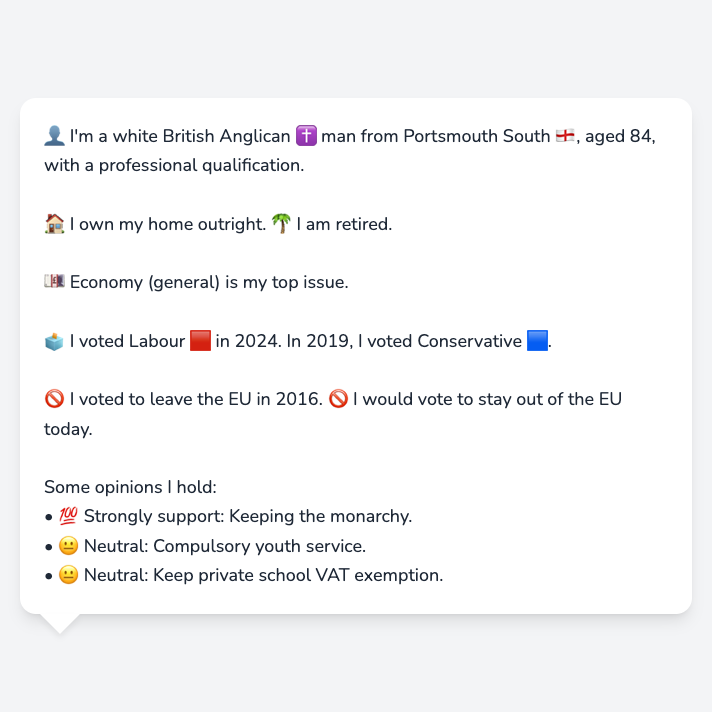 👤 I'm a white British Anglican ✝️ man from Portsmouth South 🏴󠁧󠁢󠁥󠁮󠁧󠁿, aged 84,
with a professional qualification.
🏠 I own my home outright. 🌴 I am retired.
💷 Economy (general) is my top issue.
🗳️ I voted Labour 🟥 in 2024. In 2019, I voted Conservative 🟦.
🚫 I voted to leave the EU in 2016. 🚫 I would vote to stay out of the EU
today.
Some opinions I hold:
• 💯 Strongly support: Keeping the monarchy.
• 😐 Neutral: Compulsory youth service.
• 😐 Neutral: Keep private school VAT exemption.